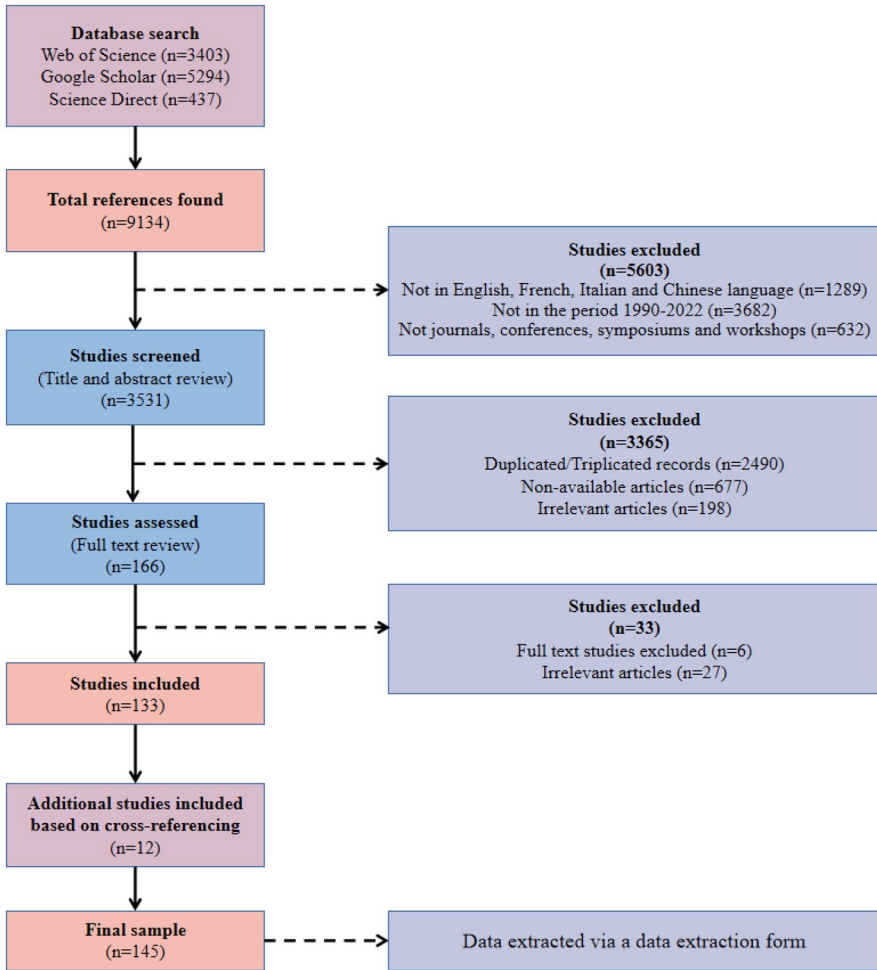 Database search
Web of Science (n=3403)
Google Scholar (n=5294)
Science Direct (n=437)
Total references found
(n=9134)
Studies excluded
(n=5603)
Not in English, French, Italian and Chinese language (n=1289)
Not in the period 1990-2022 (n=3682)
Not journals, conferences, symposiums and workshops (n=632)
Studies screened
(Title and abstract review)
(n=3531)
Studies excluded
(n=3365)
Duplicated/Triplicated records (n=2490)
Non-available articles (n=677)
Irrelevant articles (n=198)
Studies assessed
(Full text review)
(n=166)
Studies excluded
(n=33)
Full text studies excluded (n=6)
Irrelevant articles (n=27)
Studies included
(n=133)
Additional studies included
based on cross-referencing
(n=12)
Final sample
(n=145)
Data extracted via a data extraction form